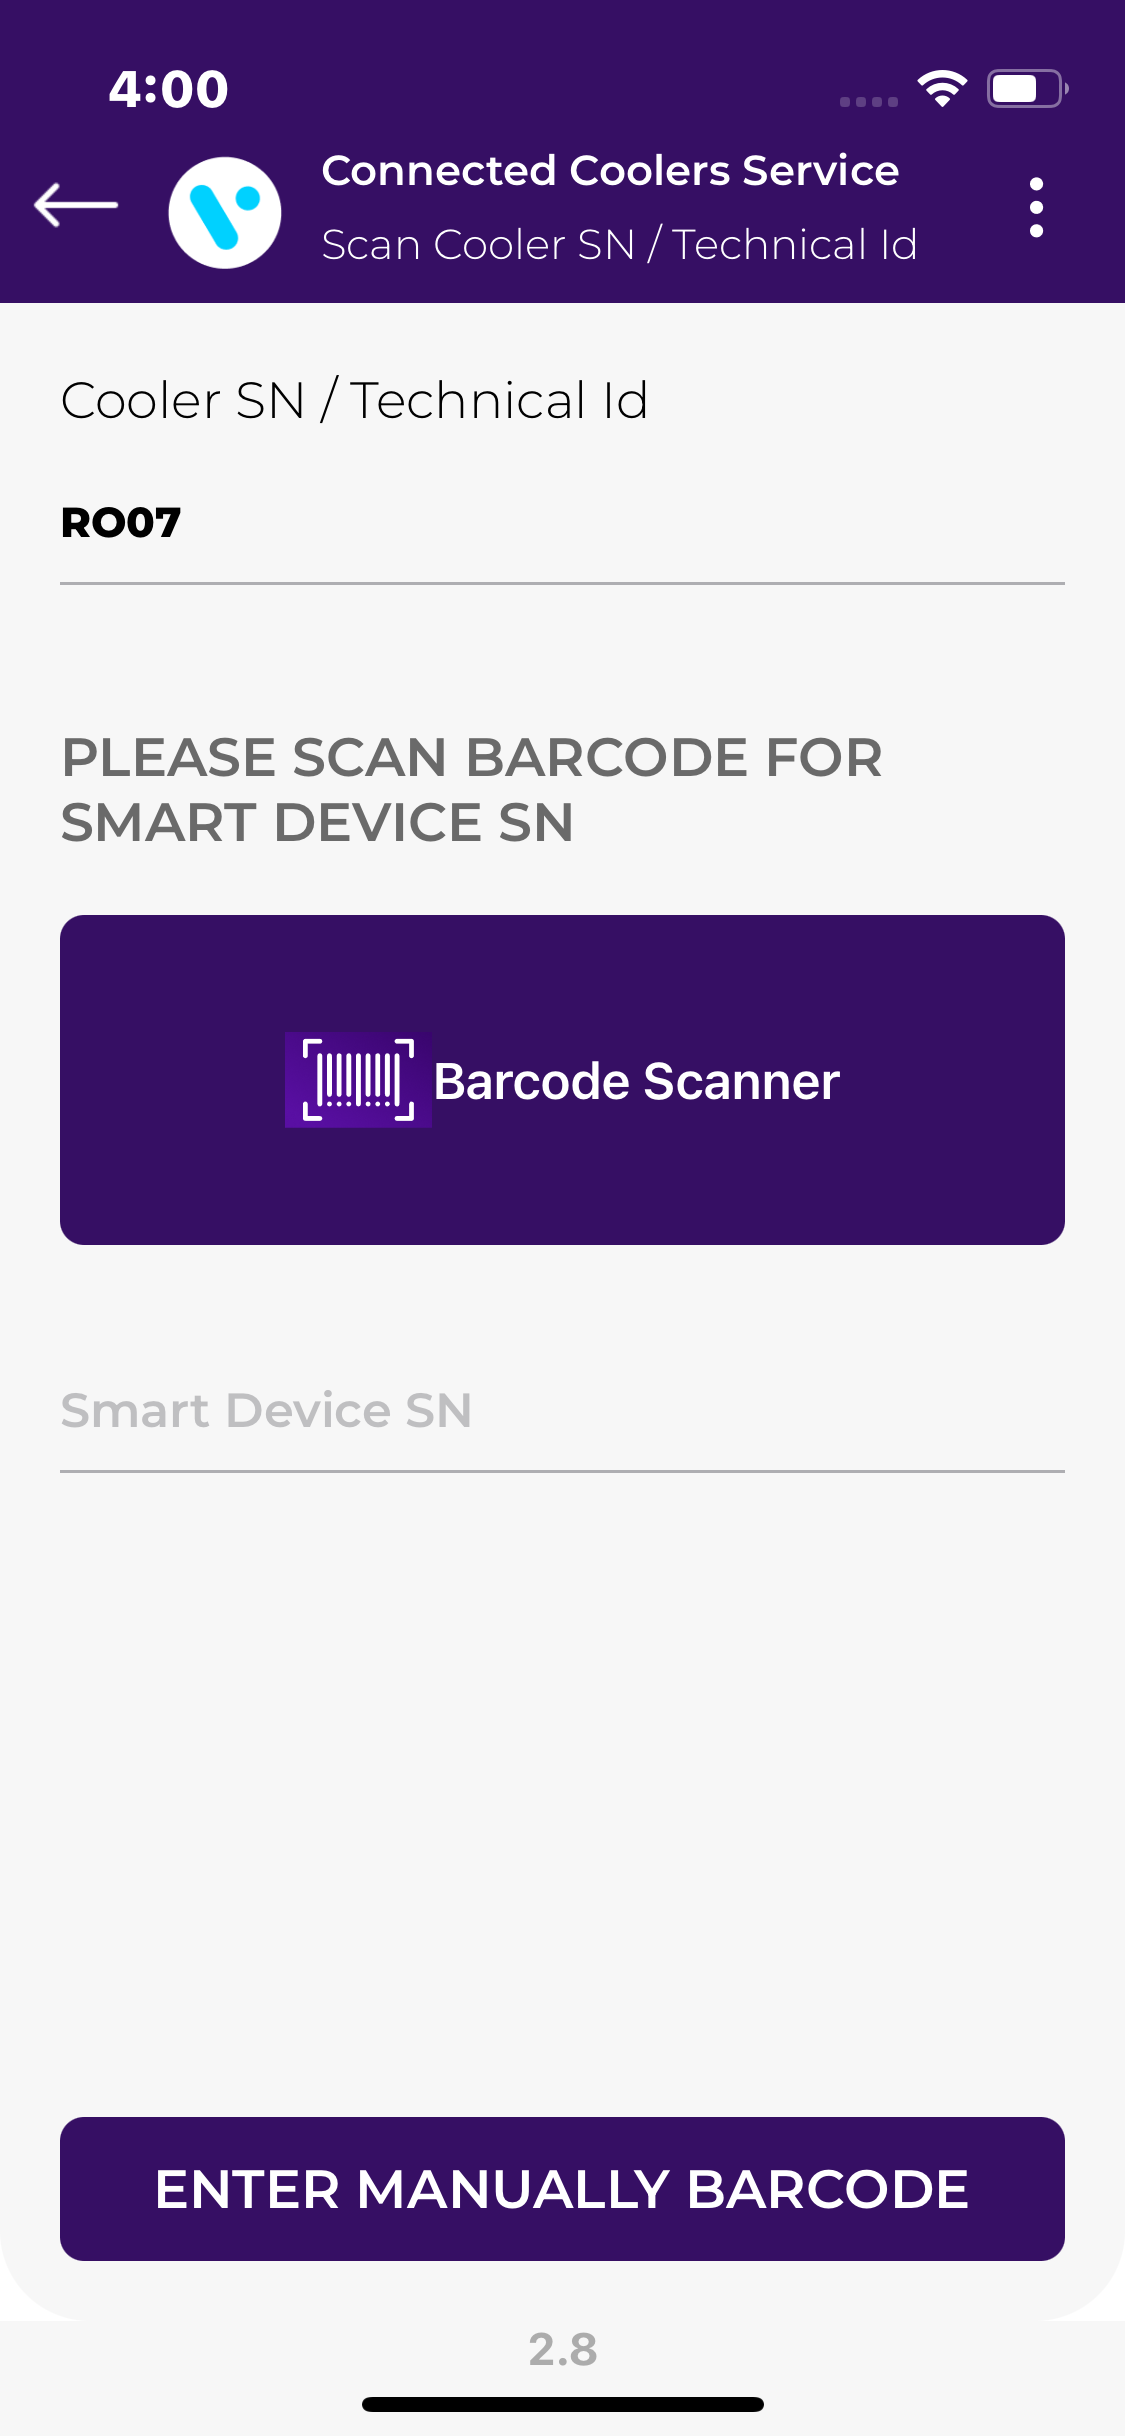 4:00
Connected Coolers Service
Scan Cooler SN / Technical Id
Cooler SN / Technical Id
RO07
PLEASE SCAN BARCODE FOR
SMART DEVICE SN
Barcode Scanner
Smart Device SN
ENTER MANUALLY BARCODE
2.8